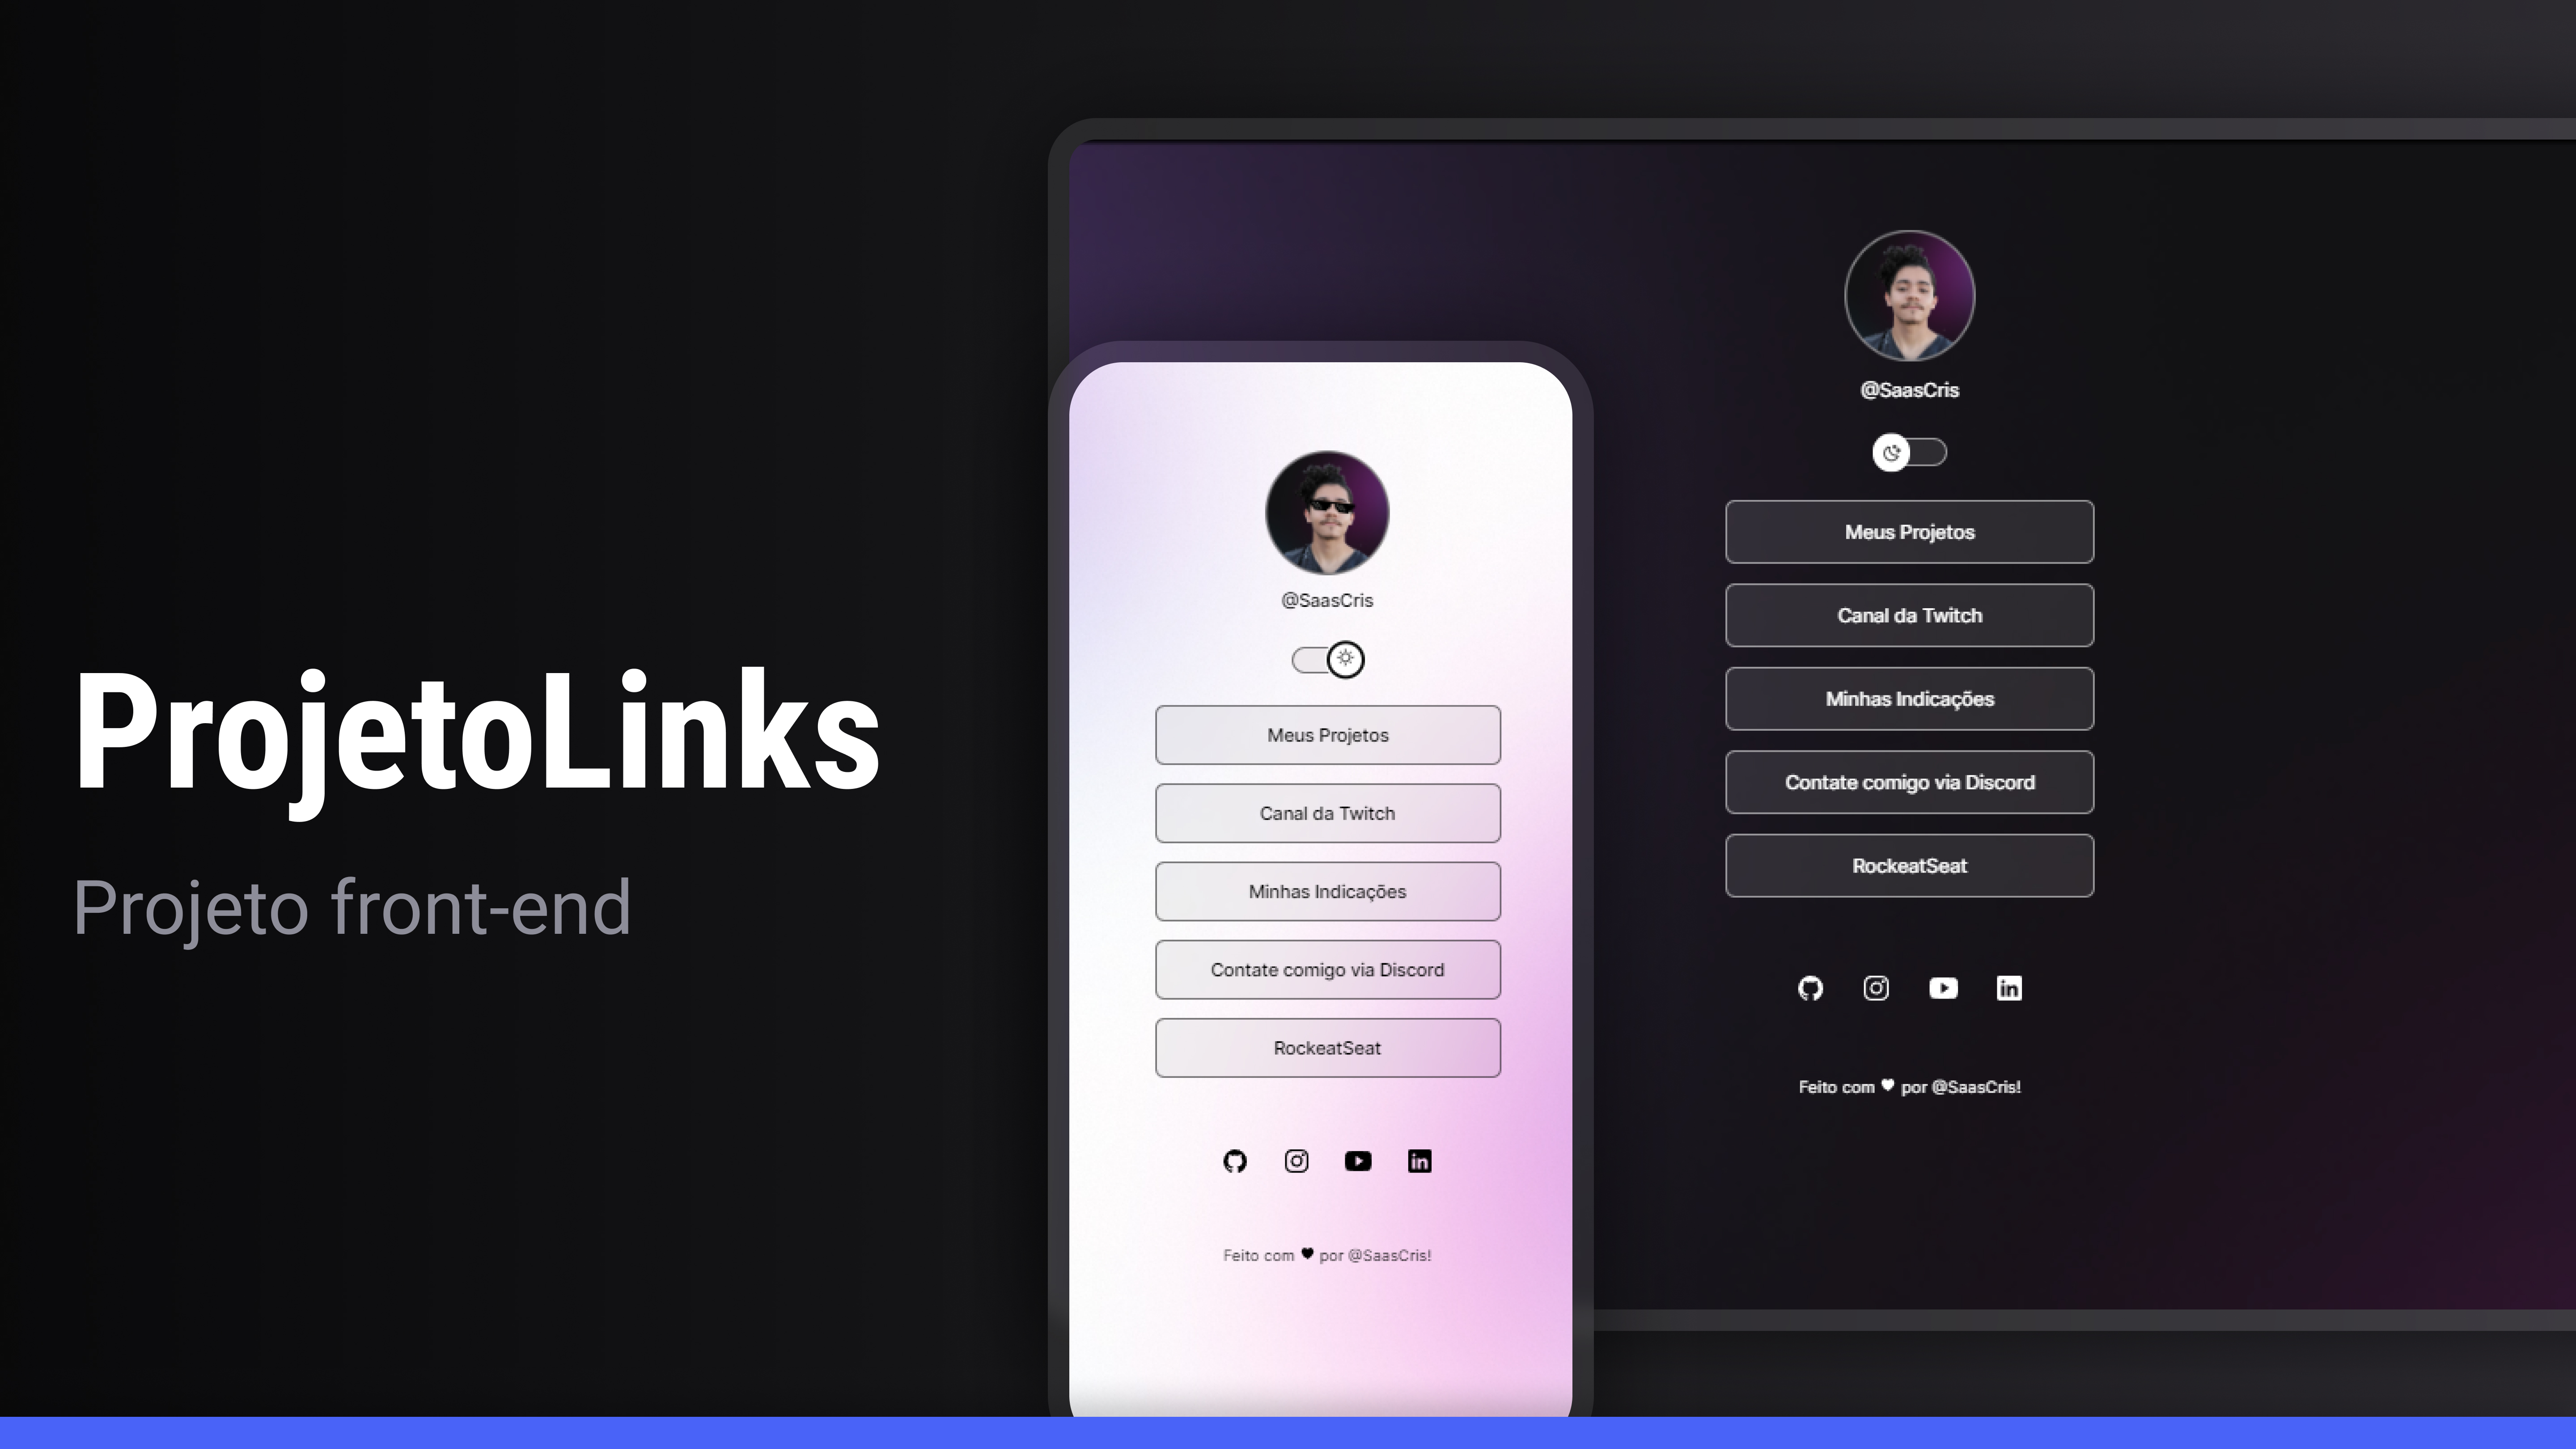 ProjetoLinks
Projeto front-end
@SaasCris
Meus Projetos
Canal da Twitch
Minhas Indicações
Contate comigo via Discord
RockeatSeat
in
Feito com ♥ por @SaasCris!
@SaasCris
Meus Projetos
Canal da Twitch
Minhas Indicações
Contate comigo via Discord
RockeatSeat
in
Feito com ♥ por @SaasCris!